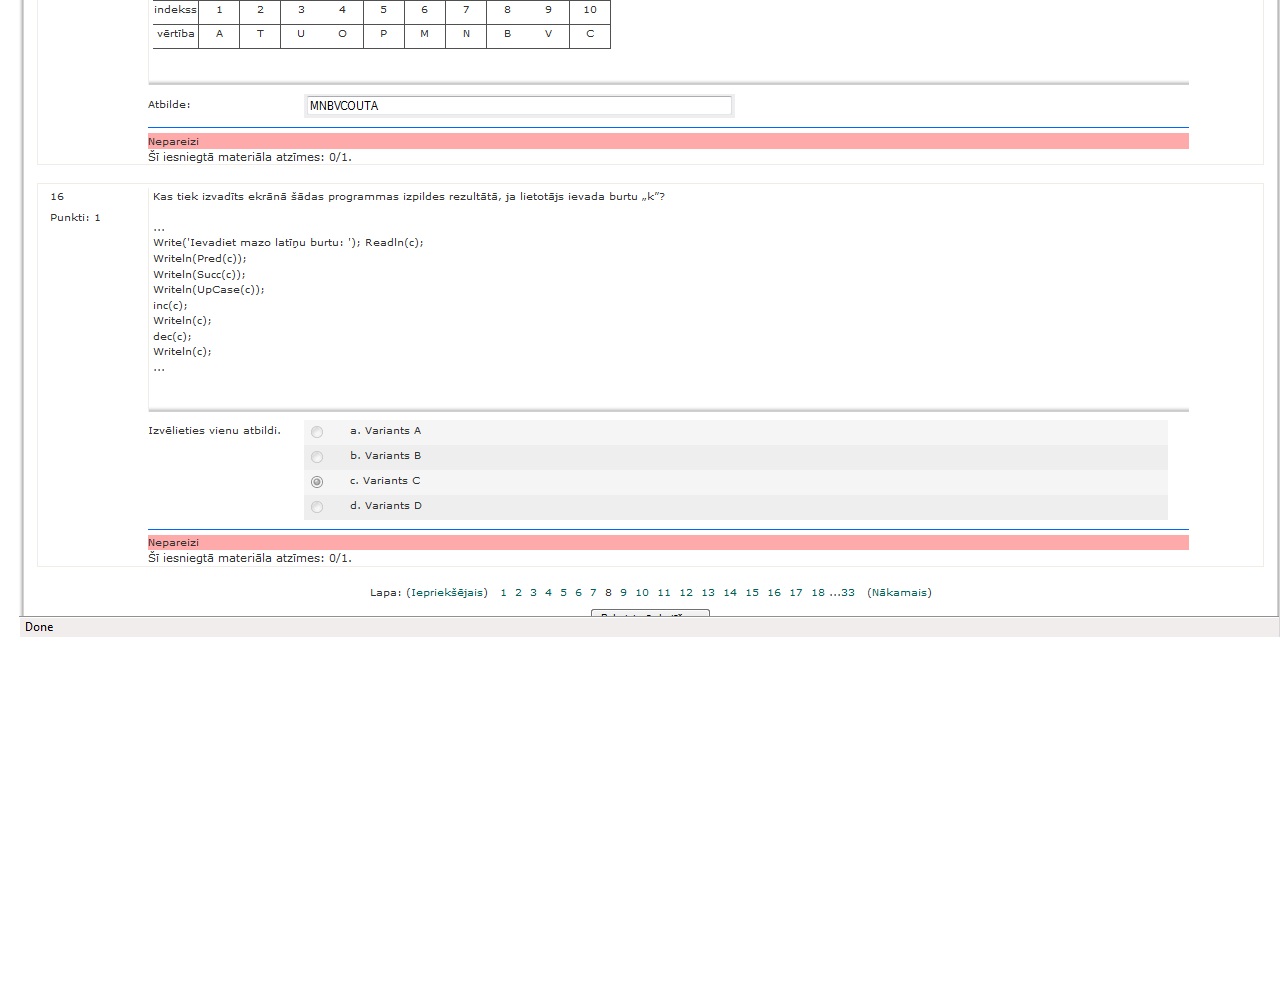 indekss 1 2 3 4 5 6 7 8 9 10
vērtība A T U O P M N B V C
Atbilde: MNBVCOUTA
Nepareizi
Šī iesniegtā materiāla atzīmes: 0/1.
16
Kas tiek izvadīts ekrānā šādas programmas izpildes rezultātā, ja lietotājs ievada burtu „k”?
Punkti: 1
...
Write('Ievadiet mazo latīņu burtu: '); Readln(c);
Writeln(Pred(c));
Writeln(Succ(c));
Writeln(UpCase(c));
inc(c);
Writeln(c);
dec(c);
Writeln(c);
...
Izvēlieties vienu atbildi.
a. Variants A
b. Variants B
c. Variants C
d. Variants D
Nepareizi
Šī iesniegtā materiāla atzīmes: 0/1.
Lapa: (Iepriekšējais) 1 2 3 4 5 6 7 8 9 10 11 12 13 14 15 16 17 18 ...33 (Nākamais)
Done